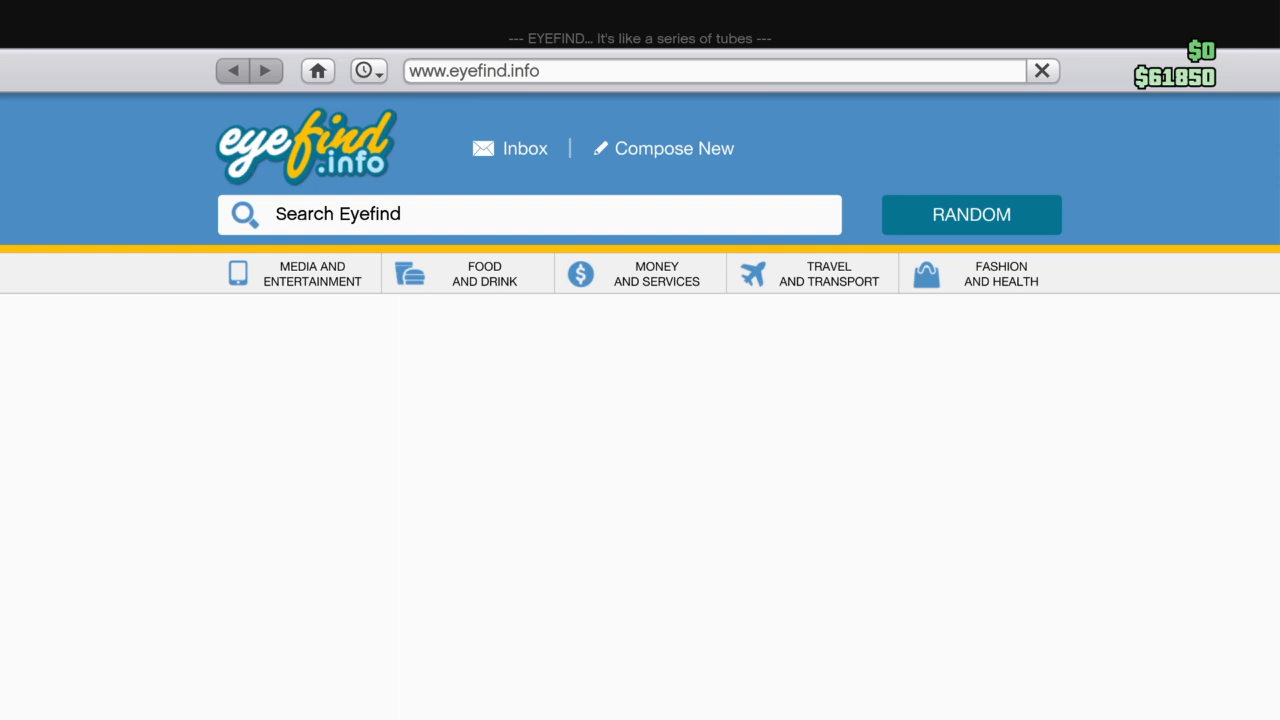 --- EYEFIND... It's like a series of tubes ---
$0
www.eyefind.info
$61850
eyefind
.info
Inbox
Compose New
Search Eyefind
RANDOM
MEDIA AND
ENTERTAINMENT
FOOD
AND DRINK
MONEY
AND SERVICES
TRAVEL
AND TRANSPORT
FASHION
AND HEALTH